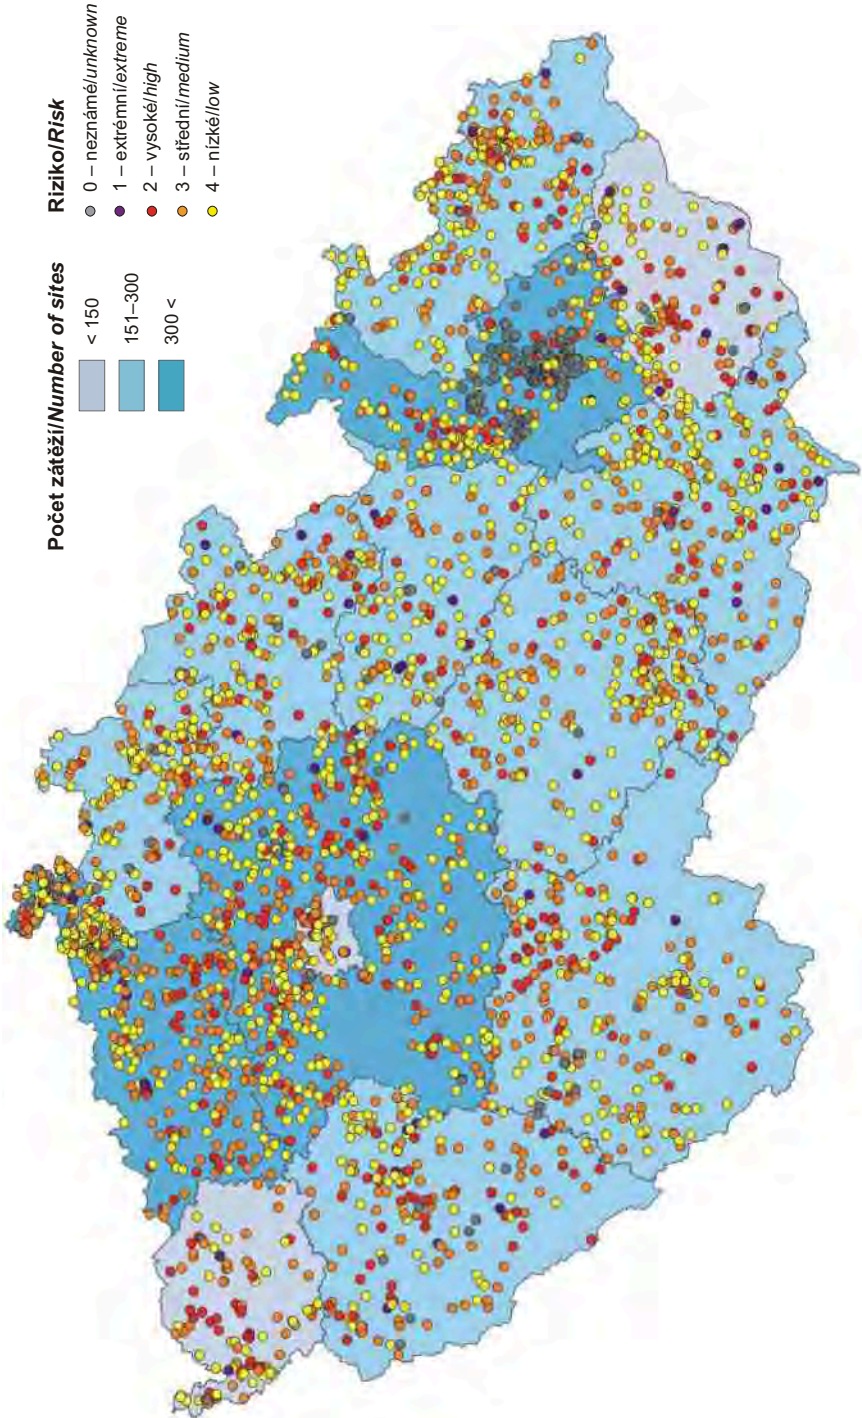 Počet zátěží/Number of sites
< 150
151–300
300 <
Riziko/Risk
0 – neznámé/unknown
1 – extrémní/extreme
2 – vysoké/high
3 – střední/medium
4 – nízké/low